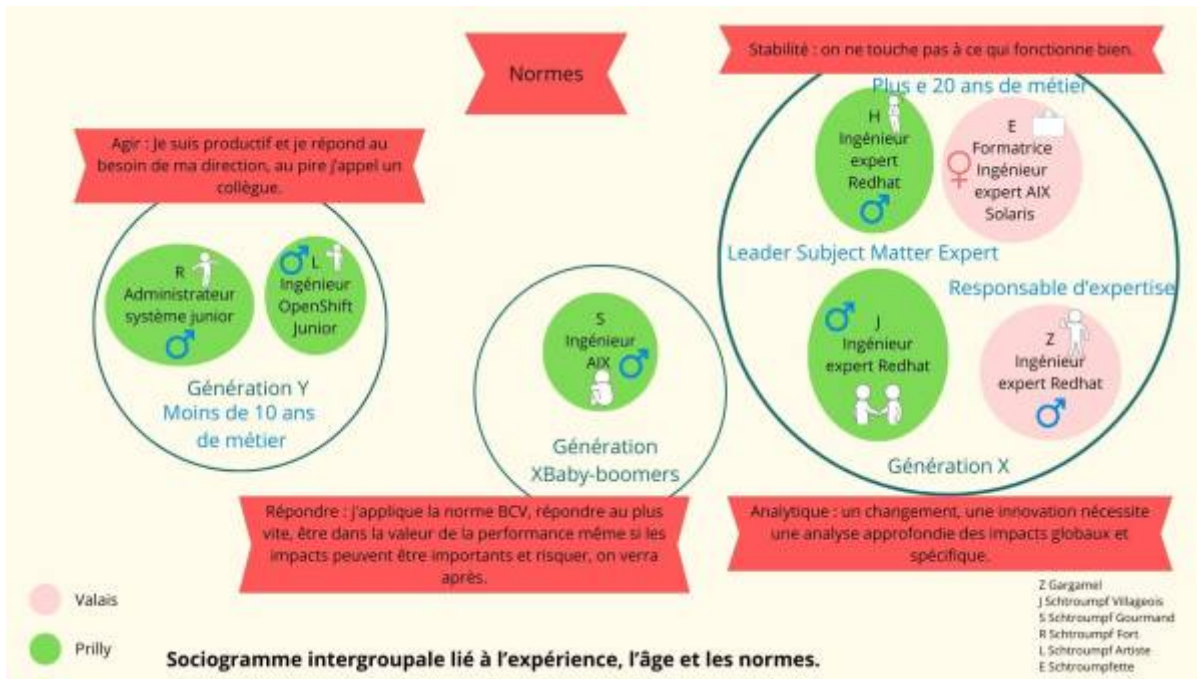 Normes
Stabilité : on ne touche pas à ce qui fonctionne bien.
Plus e 20 ans de métier
Agir : Je suis productif et je répond au
besoin de ma direction, au pire j'appel un
collègue.
R
Administrateur
système junior
L
Ingénieur
OpenShift
Junior
Génération Y
Moins de 10 ans
de métier
S
Ingénieur
AIX
Génération
XBaby-boomers
H
Ingénieur
expert
Redhat
E
Formatrice
Ingénieur
expert AIX
Solaris
Leader Subject Matter Expert
Responsable d'expertise
J
Ingénieur
expert Redhat
Z
Ingénieur
expert Redhat
Génération X
Répondre : j'applique la norme BCV, répondre au plus
vite, être dans la valeur de la performance même si les
impacts peuvent être importants et risquer, on verra
après.
Analytique : un changement, une innovation nécessite
une analyse approfondie des impacts globaux et
spécifique.
Valais
Prilly
Sociogramme intergroupale lié à l'expérience, l'âge et les normes.
Z Gargamel
J Schtroumpf Villageois
S Schtroumpf Gourmand
R Schtroumpf Fort
L Schtroumpf Artiste
E Schtroumpfette